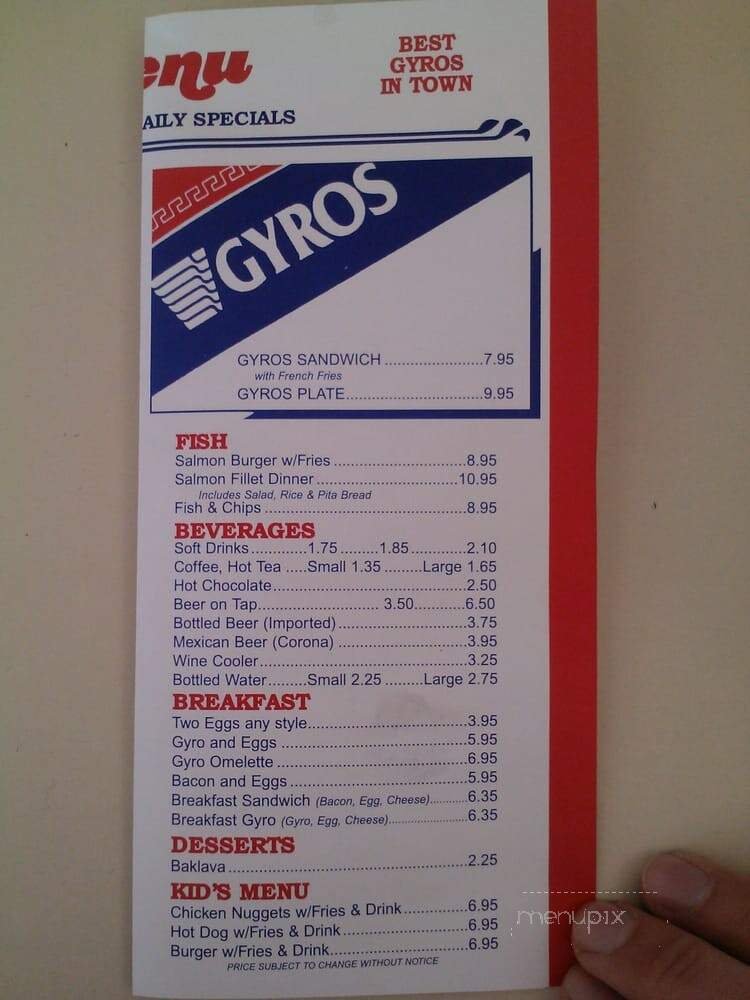 enu
BEST
GYROS
IN TOWN
AILY SPECIALS
GYROS
GYROS SANDWICH.......................7.95
with French Fries
GYROS PLATE.......................................9.95
FISH
Salmon Burger w/Fries...............................8.95
Salmon Fillet Dinner.................................10.95
Includes Salad, Rice & Pita Bread
Fish & Chips...............................................8.95
BEVERAGES
Soft Drinks.............1.75.........1.85.............2.10
Coffee, Hot Tea.....Small 1.35.........Large 1.65
Hot Chocolate.............................................2.50
Beer on Tap............................ 3.50............6.50
Bottled Beer (Imported)..............................3.75
Mexican Beer (Corona)..............................3.95
Wine Cooler................................................3.25
Bottled Water.........Small 2.25.........Large 2.75
BREAKFAST
Two Eggs any style.....................................3.95
Gyro and Eggs...........................................5.95
Gyro Omelette............................................6.95
Bacon and Eggs.........................................5.95
Breakfast Sandwich (Bacon, Egg, Cheese)............6.35
Breakfast Gyro (Gyro, Egg, Cheese).........................6.35
DESSERTS
Baklava.......................................................2.25
KID'S MENU
Chicken Nuggets w/Fries & Drink...............6.95
Hot Dog w/Fries & Drink.............................6.95
Burger w/Fries & Drink................................6.95
PRICE SUBJECT TO CHANGE WITHOUT NOTICE
menupix